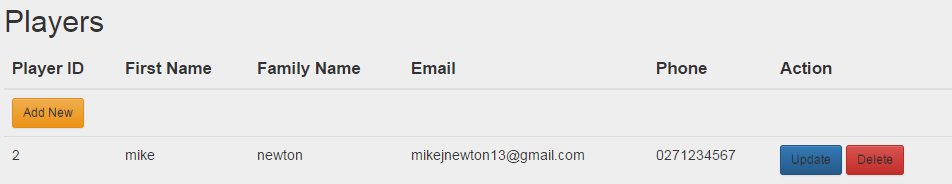 Players
Player ID First Name Family Name Email Phone Action
Add New
2 mike newton mikejnewton13@gmail.com 0271234567 Update Delete